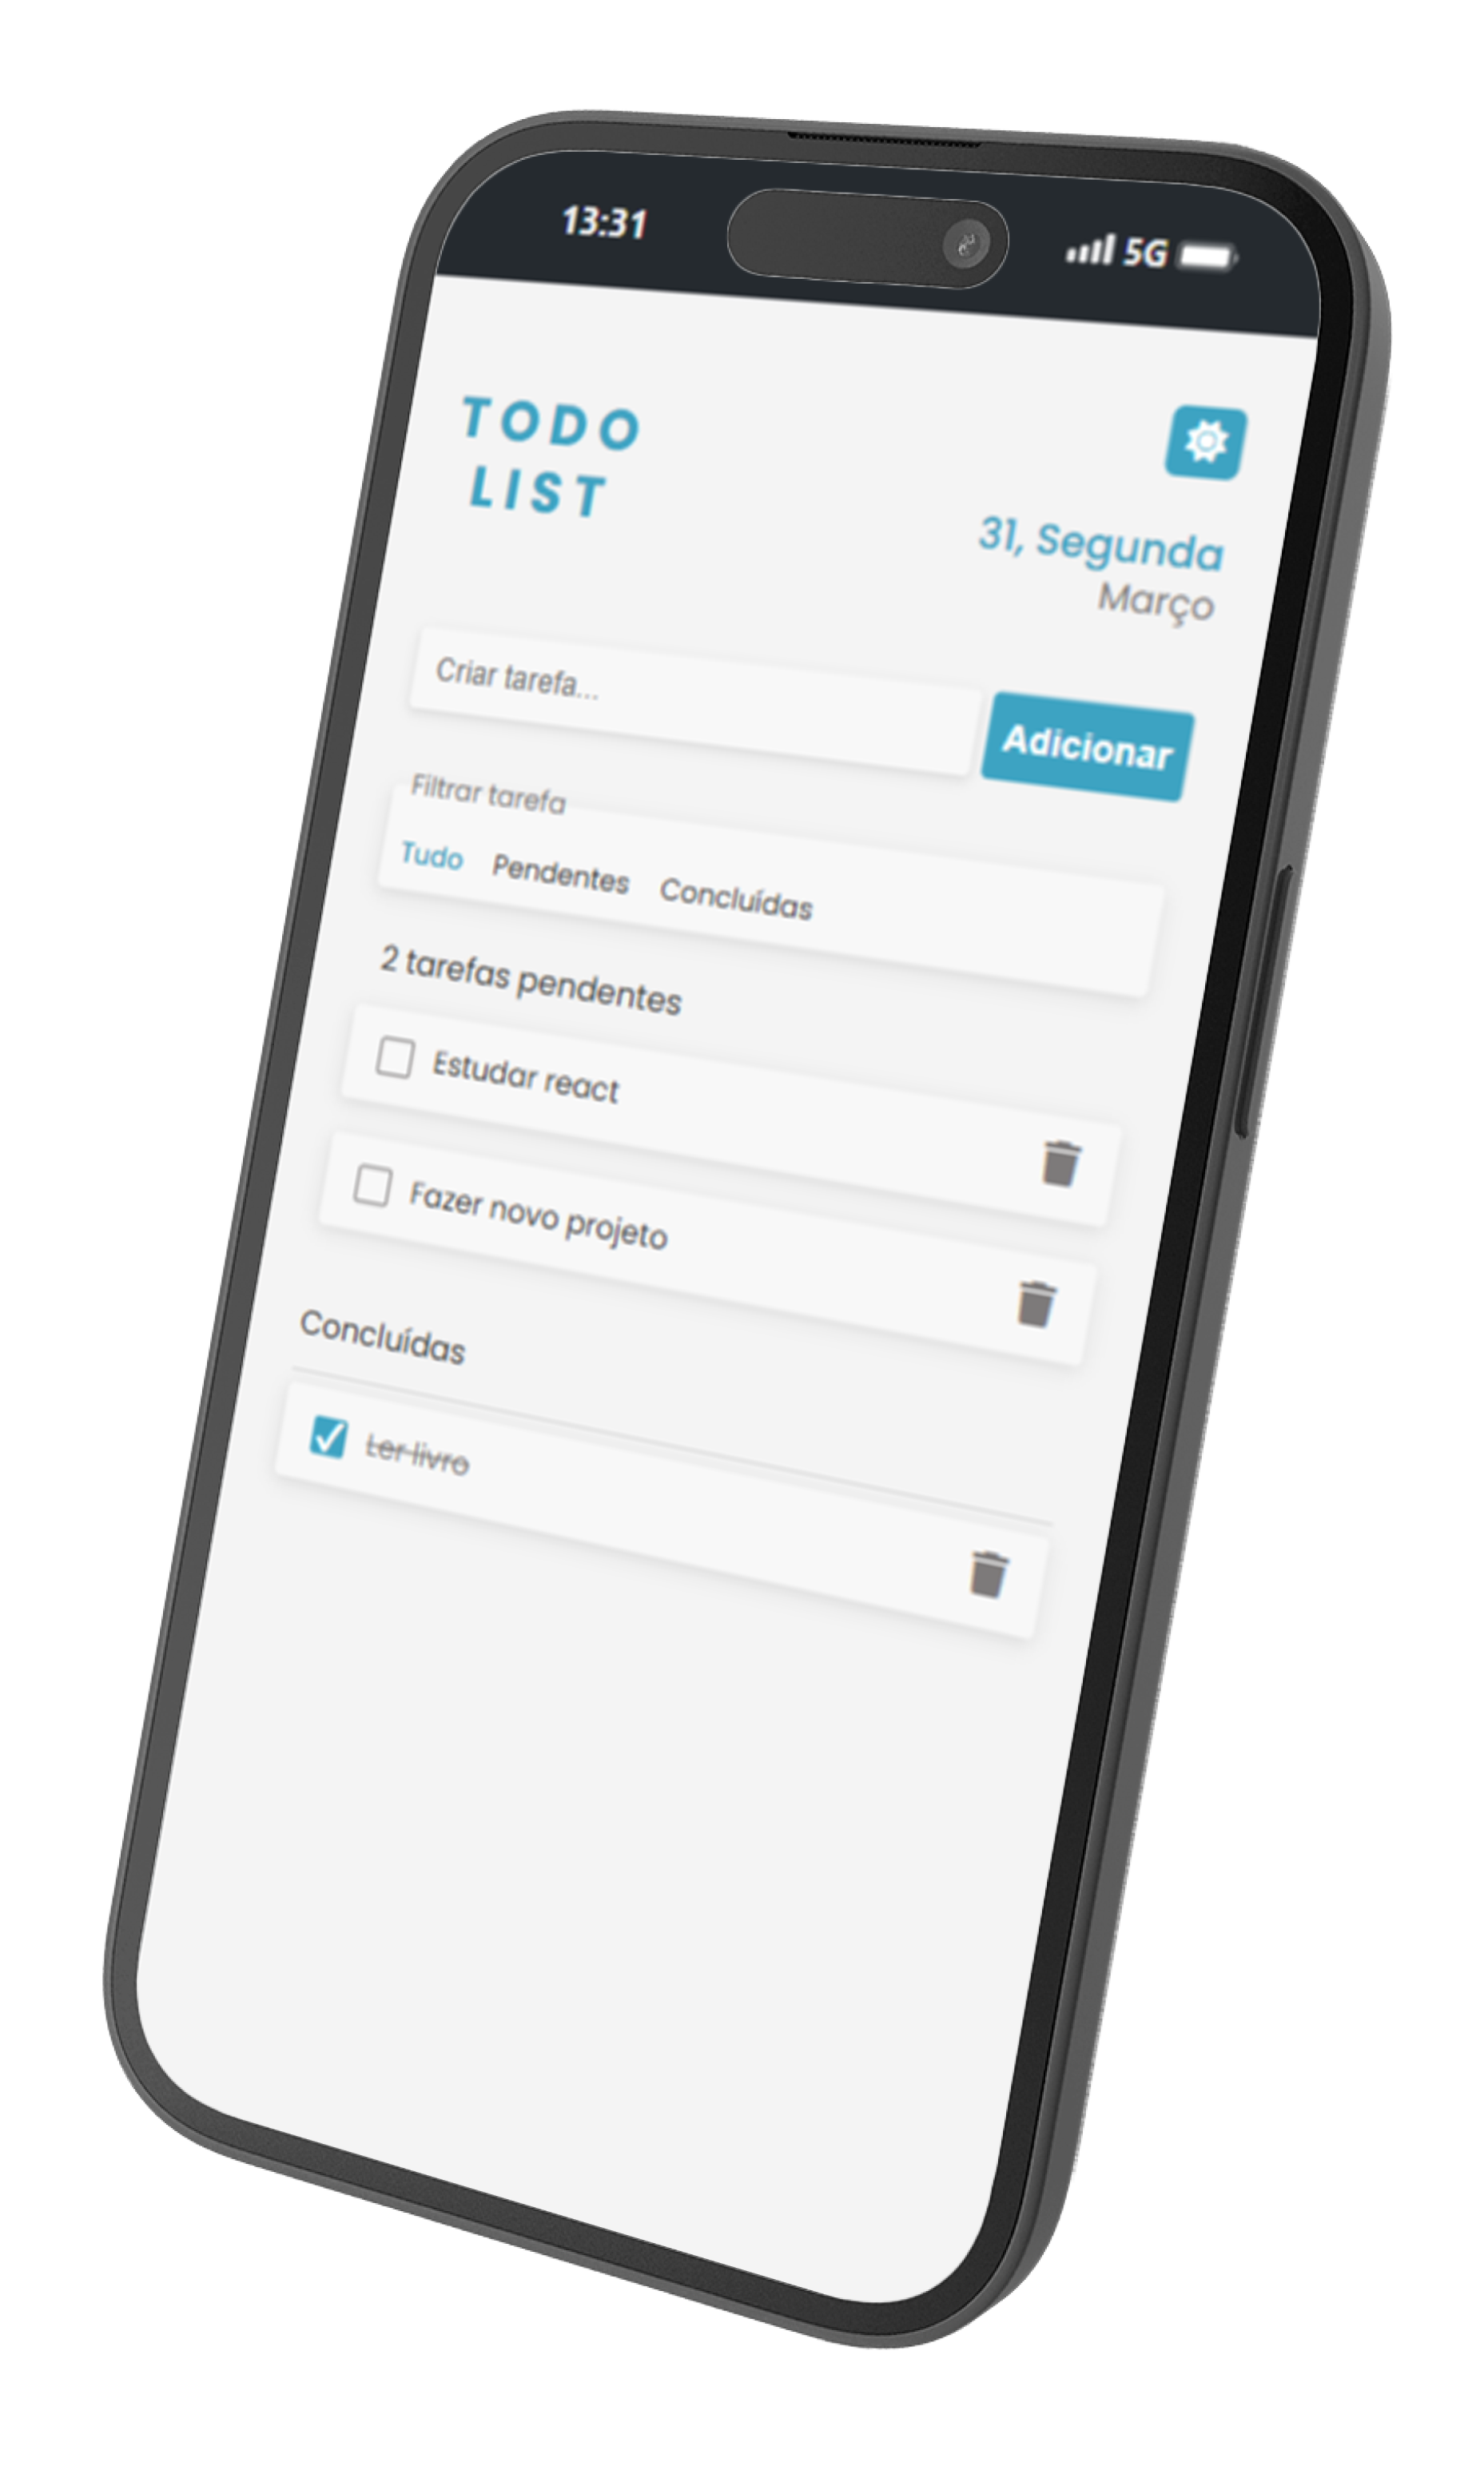 13:31
5G
TODO
LIST
31, Segunda
Março
Criar tarefa...
Adicionar
Filtrar tarefa
Tudo Pendentes Concluídas
2 tarefas pendentes
Estudar react
Fazer novo projeto
Concluídas
Ler livro